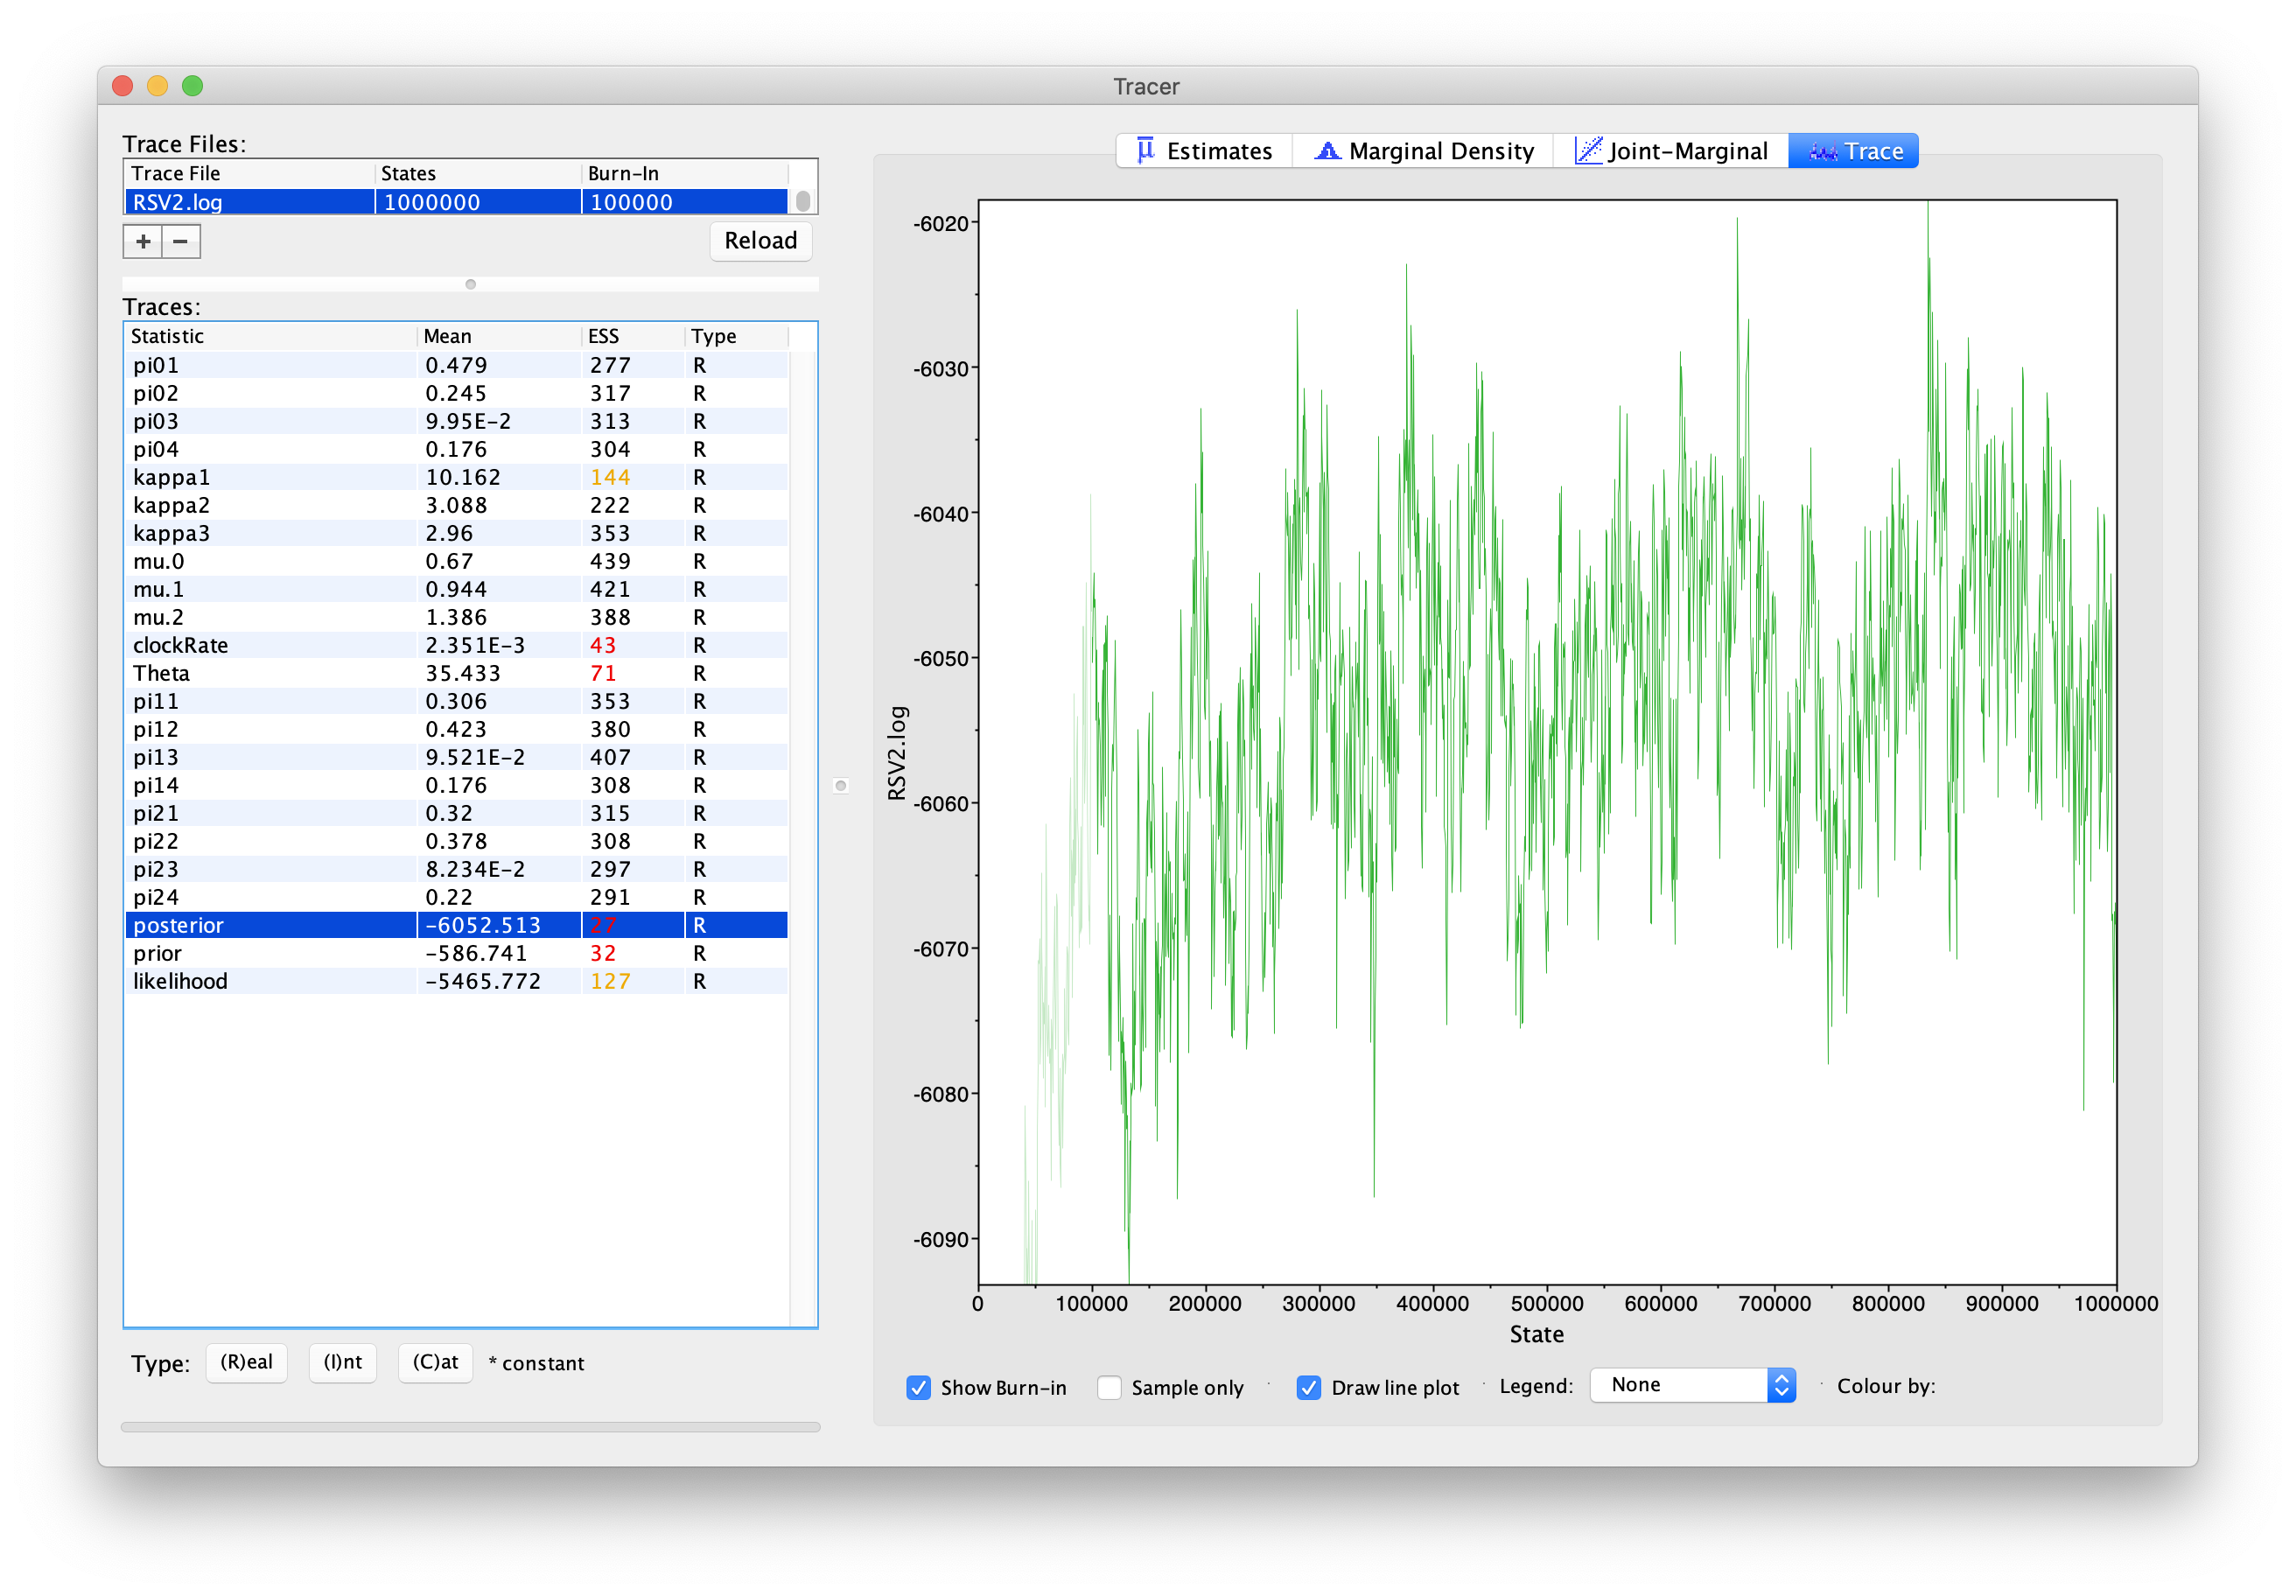 Tracer
Trace Files:
Trace File States Burn-In
RSV2.log 1000000 100000
+ −
Reload
Traces:
Statistic Mean ESS Type
pi01 0.479 277 R
pi02 0.245 317 R
pi03 9.95E-2 313 R
pi04 0.176 304 R
kappa1 10.162 144 R
kappa2 3.088 222 R
kappa3 2.96 353 R
mu.0 0.67 439 R
mu.1 0.944 421 R
mu.2 1.386 388 R
clockRate 2.351E-3 43 R
Theta 35.433 71 R
pi11 0.306 353 R
pi12 0.423 380 R
pi13 9.521E-2 407 R
pi14 0.176 308 R
pi21 0.32 315 R
pi22 0.378 308 R
pi23 8.234E-2 297 R
pi24 0.22 291 R
posterior -6052.513 27 R
prior -586.741 32 R
likelihood -5465.772 127 R
Type: (R)eal (I)nt (C)at * constant
μ Estimates Marginal Density Joint-Marginal Trace
-6020
-6030
-6040
-6050
-6060
-6070
-6080
-6090
RSV2.log
0 100000 200000 300000 400000 500000 600000 700000 800000 900000 1000000
State
Show Burn-in Sample only Draw line plot Legend: None Colour by: